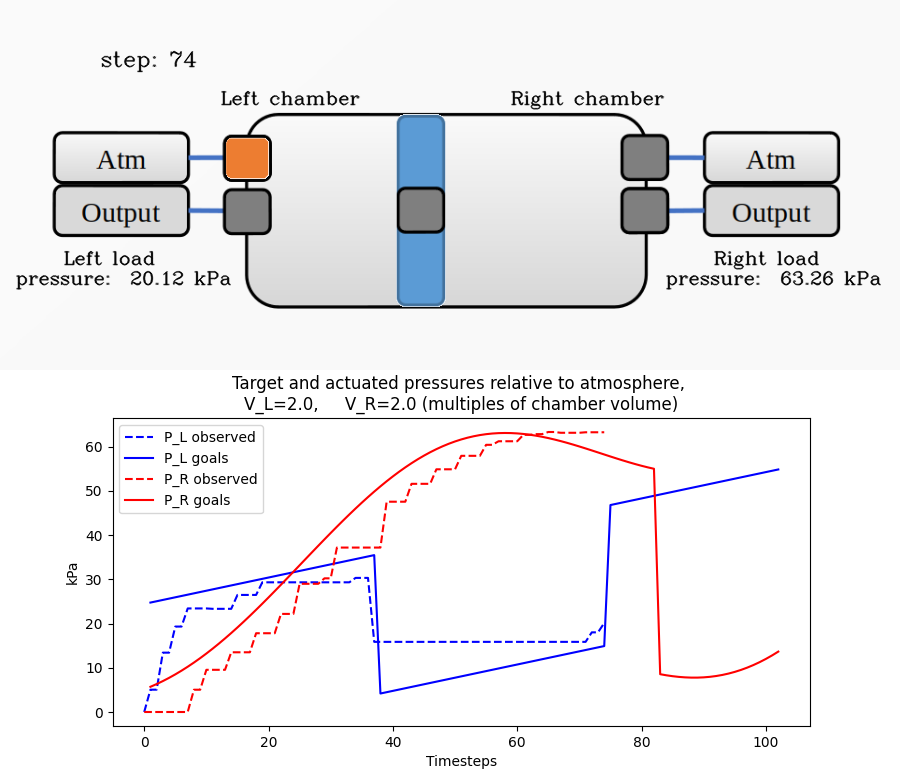 step: 74
Left chamber
Right chamber
Atm
Output
Atm
Output
Left load
pressure: 20.12 kPa
Right load
pressure: 63.26 kPa
Target and actuated pressures relative to atmosphere,
V_L=2.0, V_R=2.0 (multiples of chamber volume)
P_L observed
P_L goals
P_R observed
P_R goals
kPa
60
50
40
30
20
10
0
0 20 40 60 80 100
Timesteps